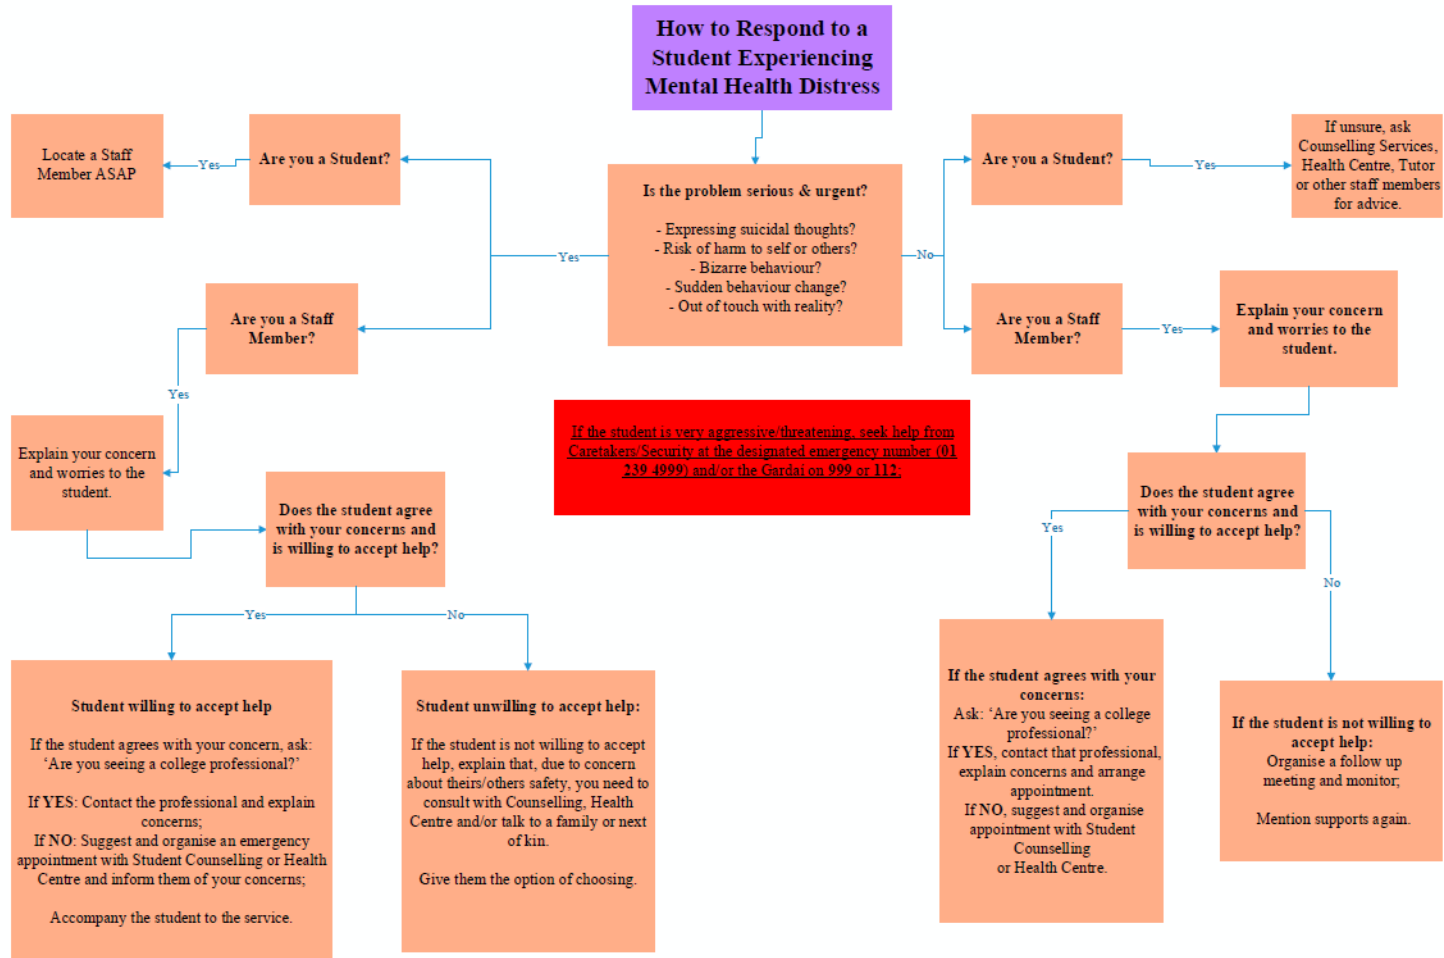 How to Respond to a
Student Experiencing
Mental Health Distress
Locate a Staff
Member ASAP
Yes
Are you a Student?
Is the problem serious & urgent?
- Expressing suicidal thoughts?
- Risk of harm to self or others?
- Bizarre behaviour?
- Sudden behaviour change?
- Out of touch with reality?
Yes
No
Are you a Student?
Yes
If unsure, ask
Counselling Services,
Health Centre, Tutor
or other staff members
for advice.
Are you a Staff
Member?
Yes
Explain your concern
and worries to the
student.
Does the student agree
with your concerns and
is willing to accept help?
Yes
No
Student willing to accept help
If the student agrees with your concern, ask:
‘Are you seeing a college professional?’
If YES: Contact the professional and explain
concerns;
If NO: Suggest and organise an emergency
appointment with Student Counselling or Health
Centre and inform them of your concerns;
Accompany the student to the service.
Student unwilling to accept help:
If the student is not willing to accept
help, explain that, due to concern
about theirs/others safety, you need to
consult with Counselling, Health
Centre and/or talk to a family or next
of kin.
Give them the option of choosing.
If the student is very aggressive/threatening, seek help from
Caretakers/Security at the designated emergency number (01
239 4999) and/or the Gardai on 999 or 112;
Are you a Staff
Member?
Yes
Explain your concern
and worries to the
student.
Does the student agree
with your concerns and
is willing to accept help?
Yes
No
If the student agrees with your
concerns:
Ask: ‘Are you seeing a college
professional?’
If YES, contact that professional,
explain concerns and arrange
appointment.
If NO, suggest and organise
appointment with Student
Counselling
or Health Centre.
If the student is not willing to
accept help:
Organise a follow up
meeting and monitor;
Mention supports again.